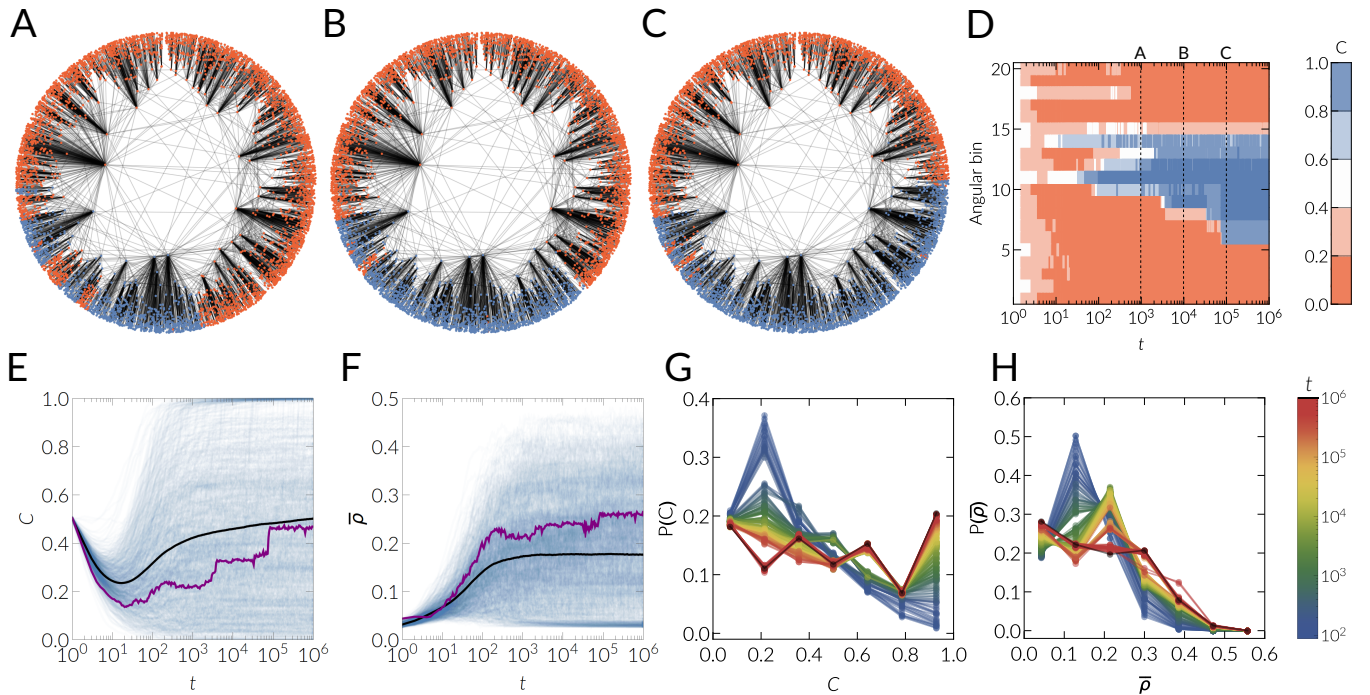 A
B
C
D
A B C
C
20
15
10
5
Angular bin
10⁰ 10¹ 10² 10³ 10⁴ 10⁵ 10⁶
t
1.0
0.8
0.6
0.4
0.2
0.0
E
1.0
0.8
0.6
0.4
0.2
0.0
C
10⁰ 10¹ 10² 10³ 10⁴ 10⁵ 10⁶
t
F
0.5
0.4
0.3
0.2
0.1
0.0
ρ̅
10⁰ 10¹ 10² 10³ 10⁴ 10⁵ 10⁶
t
G
0.4
0.3
0.2
0.1
0.0
P(C)
0.0 0.2 0.4 0.6 0.8 1.0
C
H
0.6
0.5
0.4
0.3
0.2
0.1
0.0
P(ρ̅)
0.0 0.1 0.2 0.3 0.4 0.5 0.6
ρ̅
t
10⁶
10⁵
10⁴
10³
10²